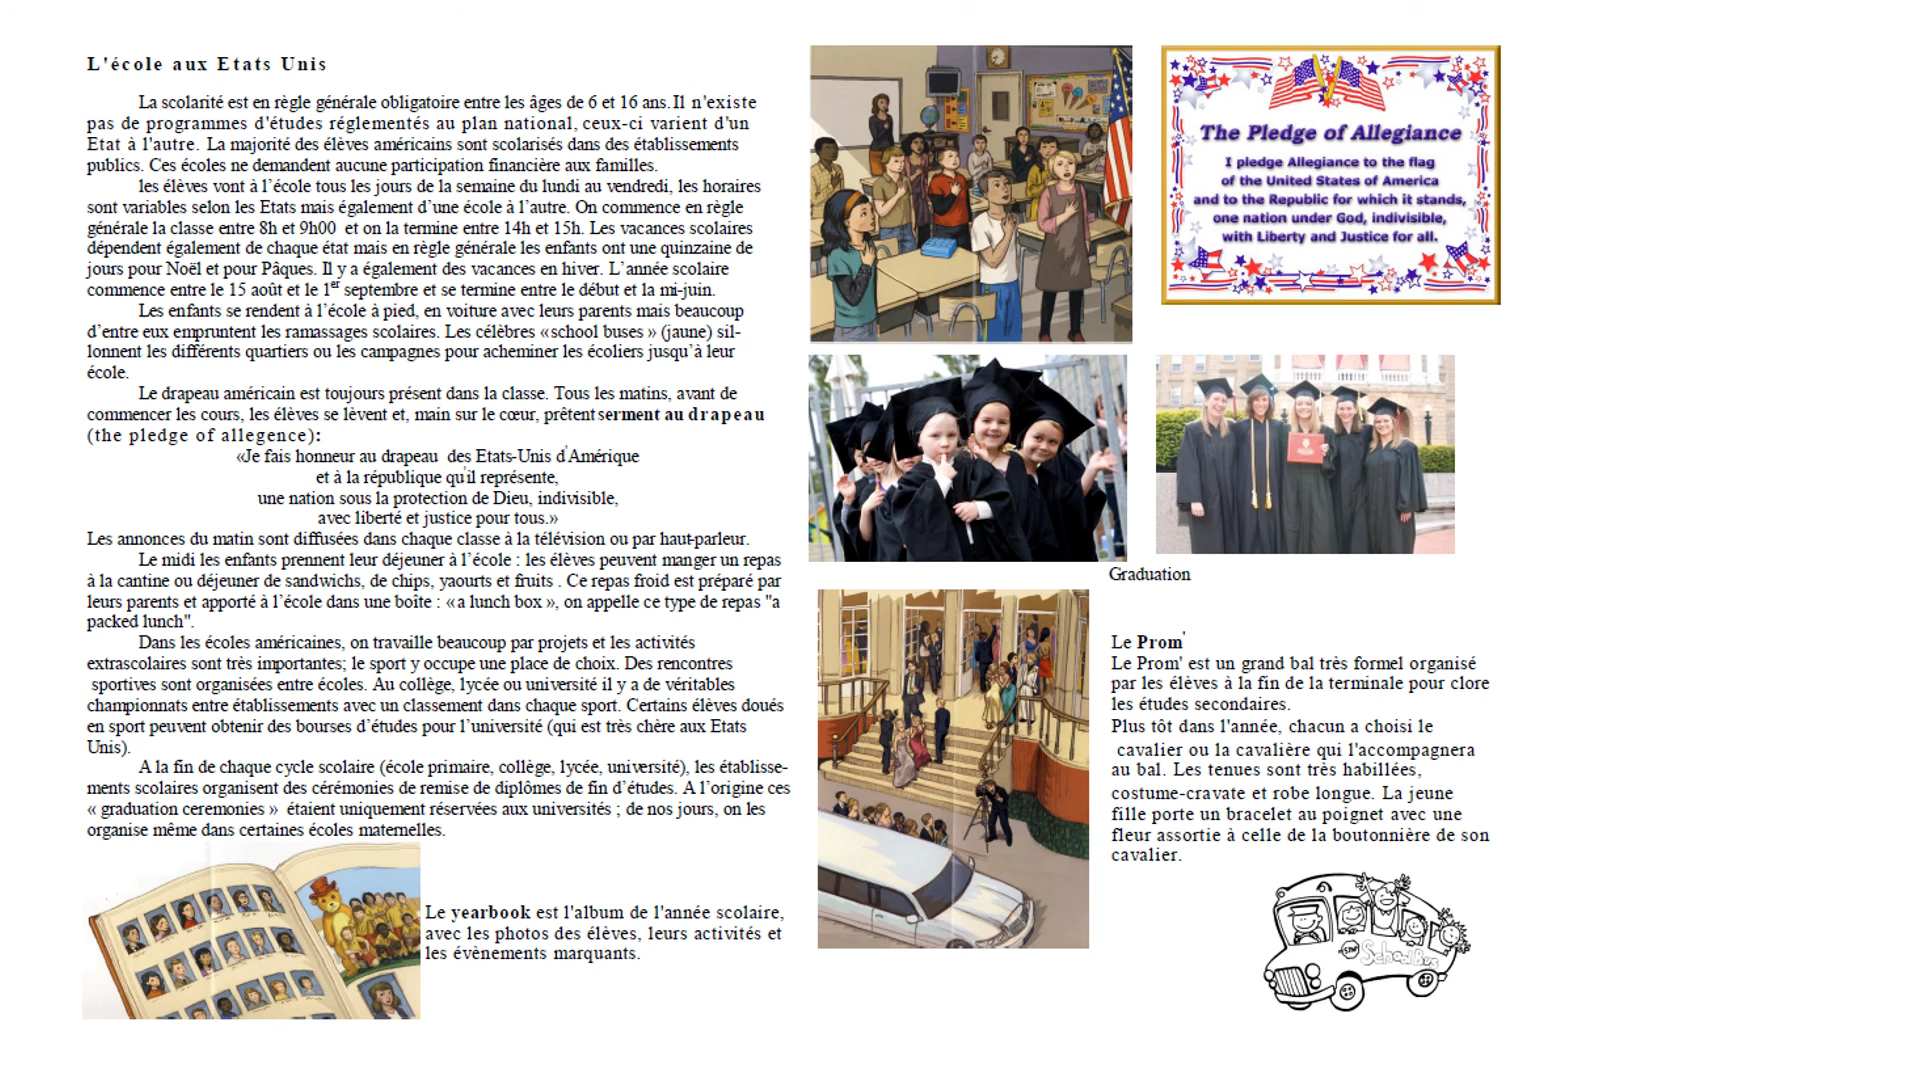 L'école aux Etats Unis
La scolarité est en règle générale obligatoire entre les âges de 6 et 16 ans. Il n'existe
pas de programmes d'études réglementés au plan national, ceux-ci varient d'un
Etat à l'autre. La majorité des élèves américains sont scolarisés dans des établissements
publics. Ces écoles ne demandent aucune participation financière aux familles.
les élèves vont à l'école tous les jours de la semaine du lundi au vendredi, les horaires
sont variables selon les Etats mais également d'une école à l'autre. On commence en règle
générale la classe entre 8h et 9h00 et on la termine entre 14h et 15h. Les vacances scolaires
dépendent également de chaque état mais en règle générale les enfants ont une quinzaine de
jours pour Noël et pour Pâques. Il y a également des vacances en hiver. L'année scolaire
commence entre le 15 août et le 1er septembre et se termine entre le début et la mi-juin.
Les enfants se rendent à l'école à pied, en voiture avec leurs parents mais beaucoup
d'entre eux empruntent les ramassages scolaires. Les célèbres «school buses » (jaune) sil-
lonnent les différents quartiers ou les campagnes pour acheminer les écoliers jusqu'à leur
école.
Le drapeau américain est toujours présent dans la classe. Tous les matins, avant de
commencer les cours, les élèves se lèvent et, main sur le cœur, prêtent serment au drapeau
(the pledge of allegence):
«Je fais honneur au drapeau des Etats-Unis d'Amérique
et à la république qu'il représente,
une nation sous la protection de Dieu, indivisible,
avec liberté et justice pour tous.»
Les annonces du matin sont diffusées dans chaque classe à la télévision ou par haut-parleur.
Le midi les enfants prennent leur déjeuner à l'école : les élèves peuvent manger un repas
à la cantine ou déjeuner de sandwichs, de chips, yaourts et fruits . Ce repas froid est préparé par
leurs parents et apporté à l'école dans une boîte : «a lunch box », on appelle ce type de repas "a
packed lunch".
Dans les écoles américaines, on travaille beaucoup par projets et les activités
extrascolaires sont très importantes; le sport y occupe une place de choix. Des rencontres
sportives sont organisées entre écoles. Au collège, lycée ou université il y a de véritables
championnats entre établissements avec un classement dans chaque sport. Certains élèves doués
en sport peuvent obtenir des bourses d'études pour l'université (qui est très chère aux Etats
Unis).
A la fin de chaque cycle scolaire (école primaire, collège, lycée, université), les établisse-
ments scolaires organisent des cérémonies de remise de diplômes de fin d'études. A l'origine ces
« graduation ceremonies » étaient uniquement réservées aux universités ; de nos jours, on les
organise même dans certaines écoles maternelles.
Le yearbook est l'album de l'année scolaire,
avec les photos des élèves, leurs activités et
les évènements marquants.
The Pledge of Allegiance
I pledge Allegiance to the flag
of the United States of America
and to the Republic for which it stands,
one nation under God, indivisible,
with Liberty and Justice for all.
Graduation
Le Prom'
Le Prom' est un grand bal très formel organisé
par les élèves à la fin de la terminale pour clore
les études secondaires.
Plus tôt dans l'année, chacun a choisi le
cavalier ou la cavalière qui l'accompagnera
au bal. Les tenues sont très habillées,
costume-cravate et robe longue. La jeune
fille porte un bracelet au poignet avec une
fleur assortie à celle de la boutonnière de son
cavalier.
STOP
School Bus